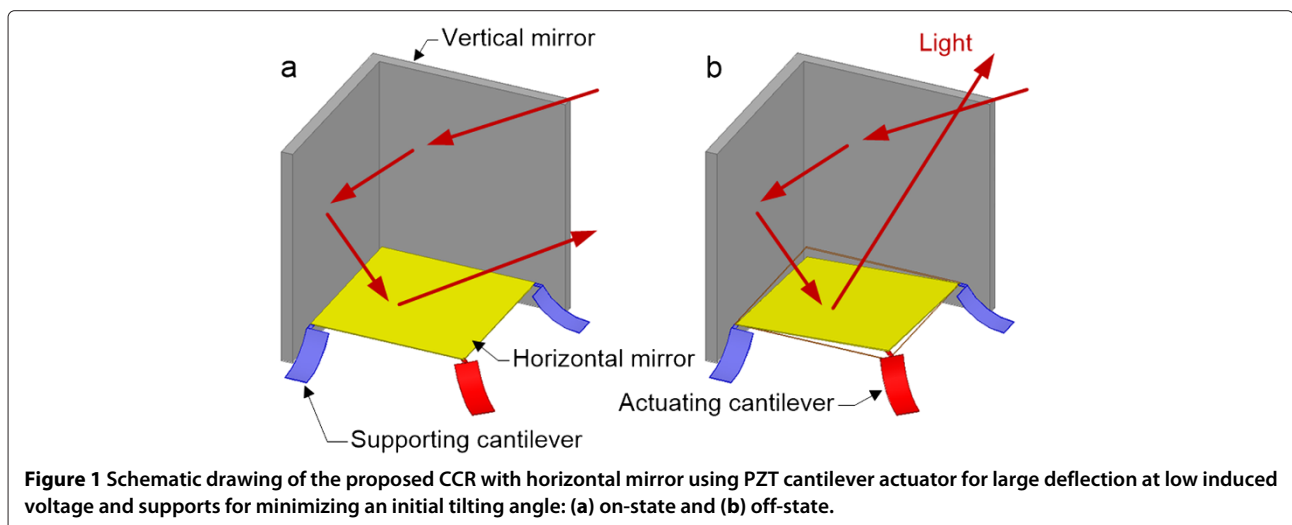 Vertical mirror
Light
a
b
Horizontal mirror
Actuating cantilever
Supporting cantilever
Figure 1 Schematic drawing of the proposed CCR with horizontal mirror using PZT cantilever actuator for large deflection at low induced
voltage and supports for minimizing an initial tilting angle: (a) on-state and (b) off-state.